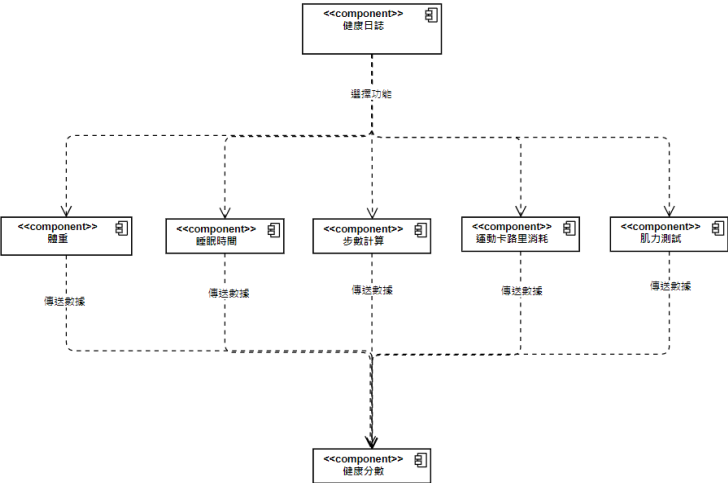 <<component>>
健康日誌
選擇功能
<<component>>
體重
<<component>>
睡眠時間
<<component>>
步數計算
<<component>>
運動卡路里消耗
<<component>>
肌力測試
傳送數據
傳送數據
傳送數據
傳送數據
傳送數據
<<component>>
健康分數